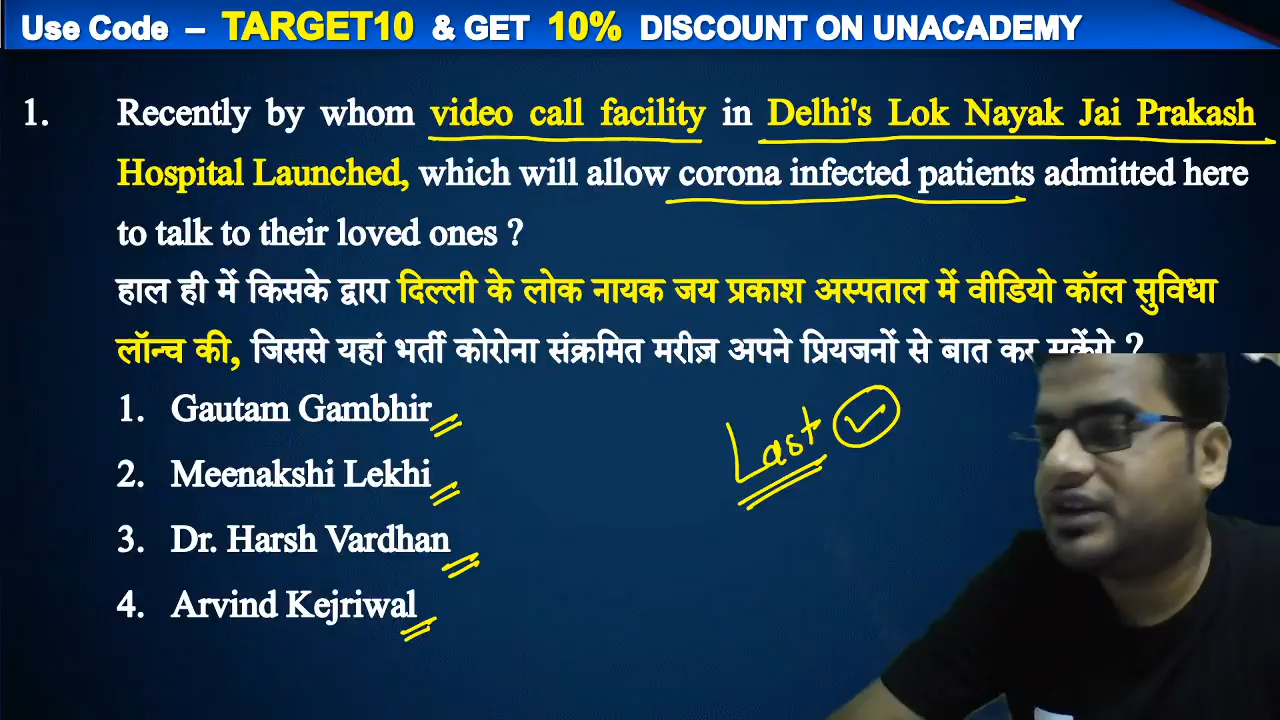 Use Code – TARGET10 & GET 10% DISCOUNT ON UNACADEMY
1. Recently by whom video call facility in Delhi's Lok Nayak Jai Prakash
Hospital Launched, which will allow corona infected patients admitted here
to talk to their loved ones ?
हाल ही में किसके द्वारा दिल्ली के लोक नायक जय प्रकाश अस्पताल में वीडियो कॉल सुविधा
लॉन्च की, जिससे यहां भर्ती कोरोना संक्रमित मरीज़ अपने प्रियजनों से बात कर सकेंगे ?
1. Gautam Gambhir
Last
2. Meenakshi Lekhi
3. Dr. Harsh Vardhan
4. Arvind Kejriwal